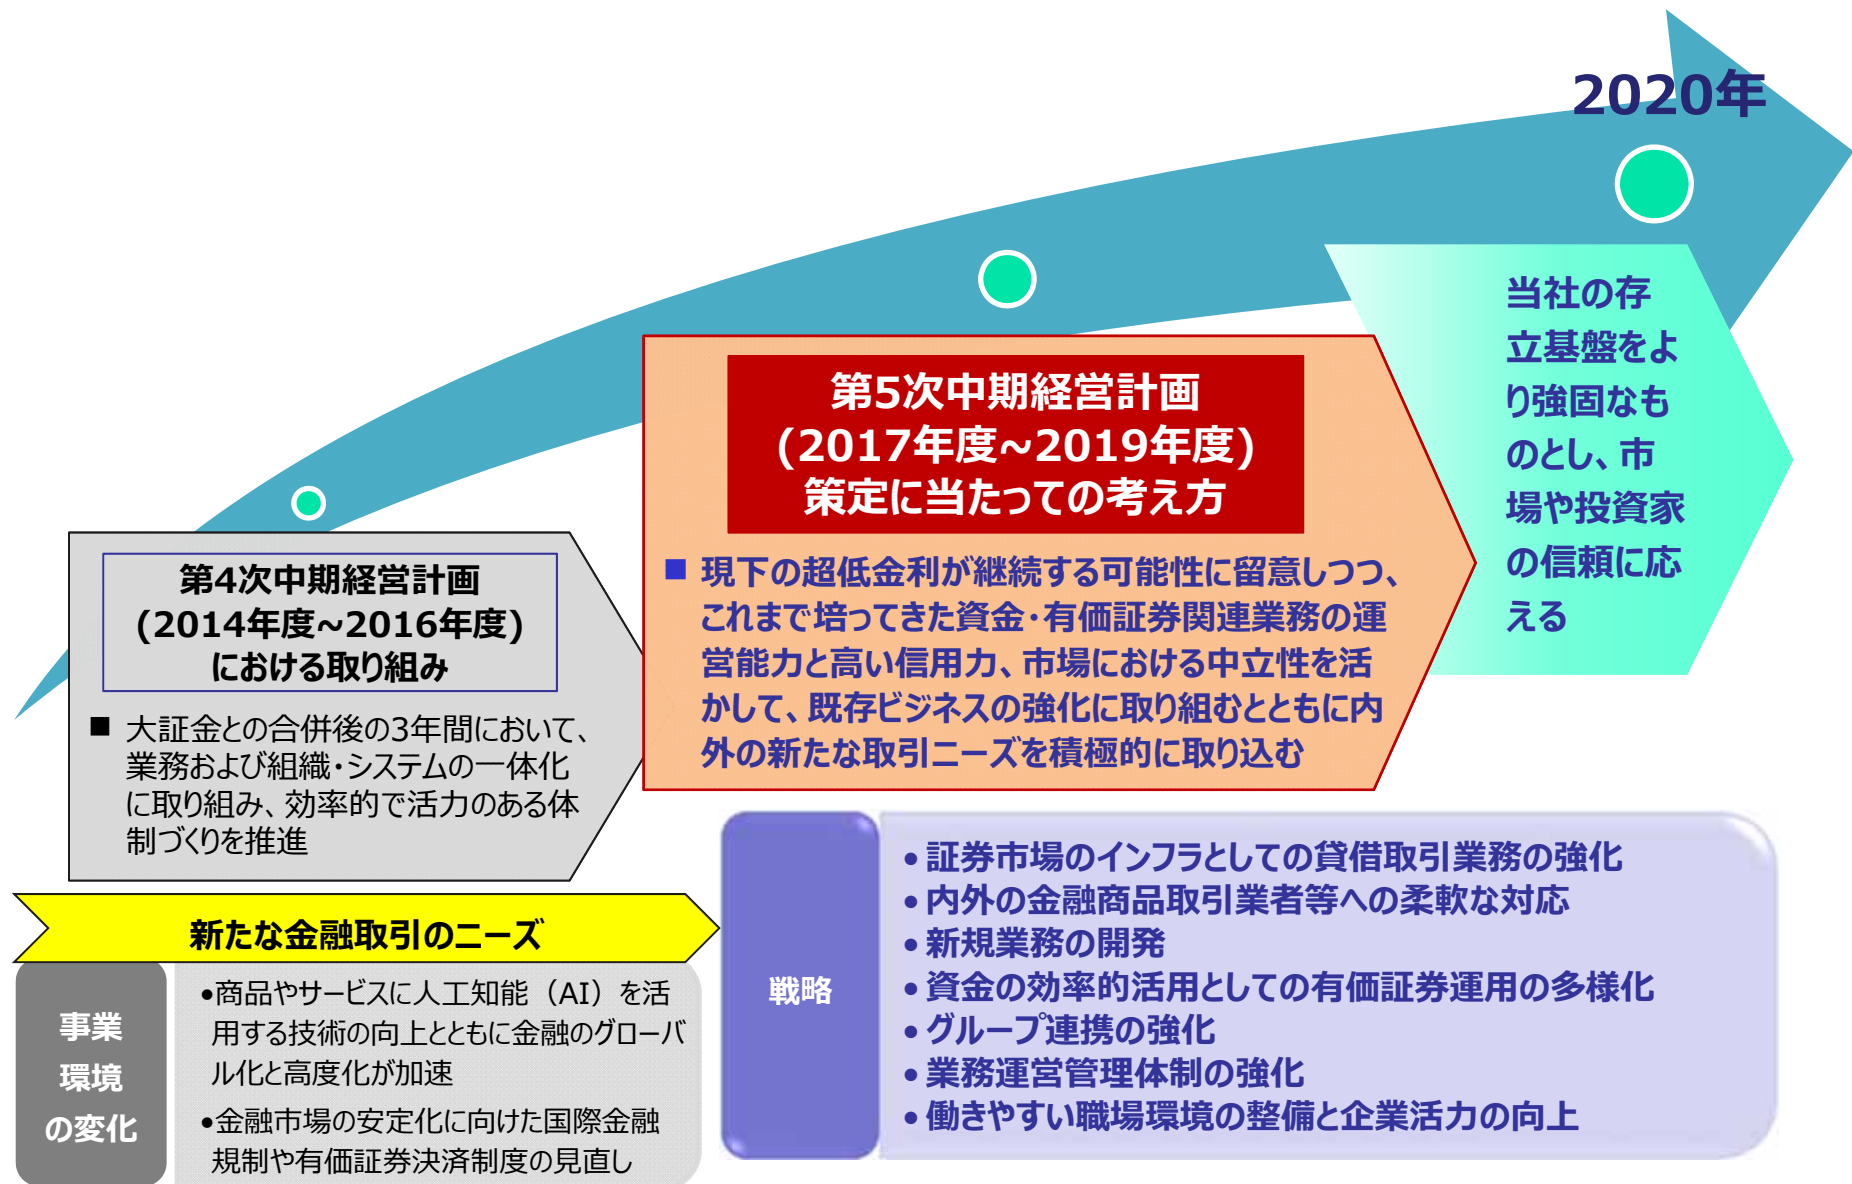 2020年
当社の存
立基盤をよ
り強固なも
のとし、市
場や投資家
の信頼に応
える
第5次中期経営計画
(2017年度~2019年度)
策定に当たっての考え方
■ 現下の超低金利が継続する可能性に留意しつつ、
これまで培ってきた資金・有価証券関連業務の運
営能力と高い信用力、市場における中立性を活
かして、既存ビジネスの強化に取り組むとともに内
外の新たな取引ニーズを積極的に取り込む
第4次中期経営計画
(2014年度~2016年度)
における取り組み
■ 大証金との合併後の3年間において、
業務および組織・システムの一体化
に取り組み、効率的で活力のある体
制づくりを推進
新たな金融取引のニーズ
事業
環境
の変化
•商品やサービスに人工知能（AI）を活
用する技術の向上とともに金融のグローバ
ル化と高度化が加速
•金融市場の安定化に向けた国際金融
規制や有価証券決済制度の見直し
戦略
•証券市場のインフラとしての貸借取引業務の強化
•内外の金融商品取引業者等への柔軟な対応
•新規業務の開発
•資金の効率的活用としての有価証券運用の多様化
•グループ連携の強化
•業務運営管理体制の強化
•働きやすい職場環境の整備と企業活力の向上